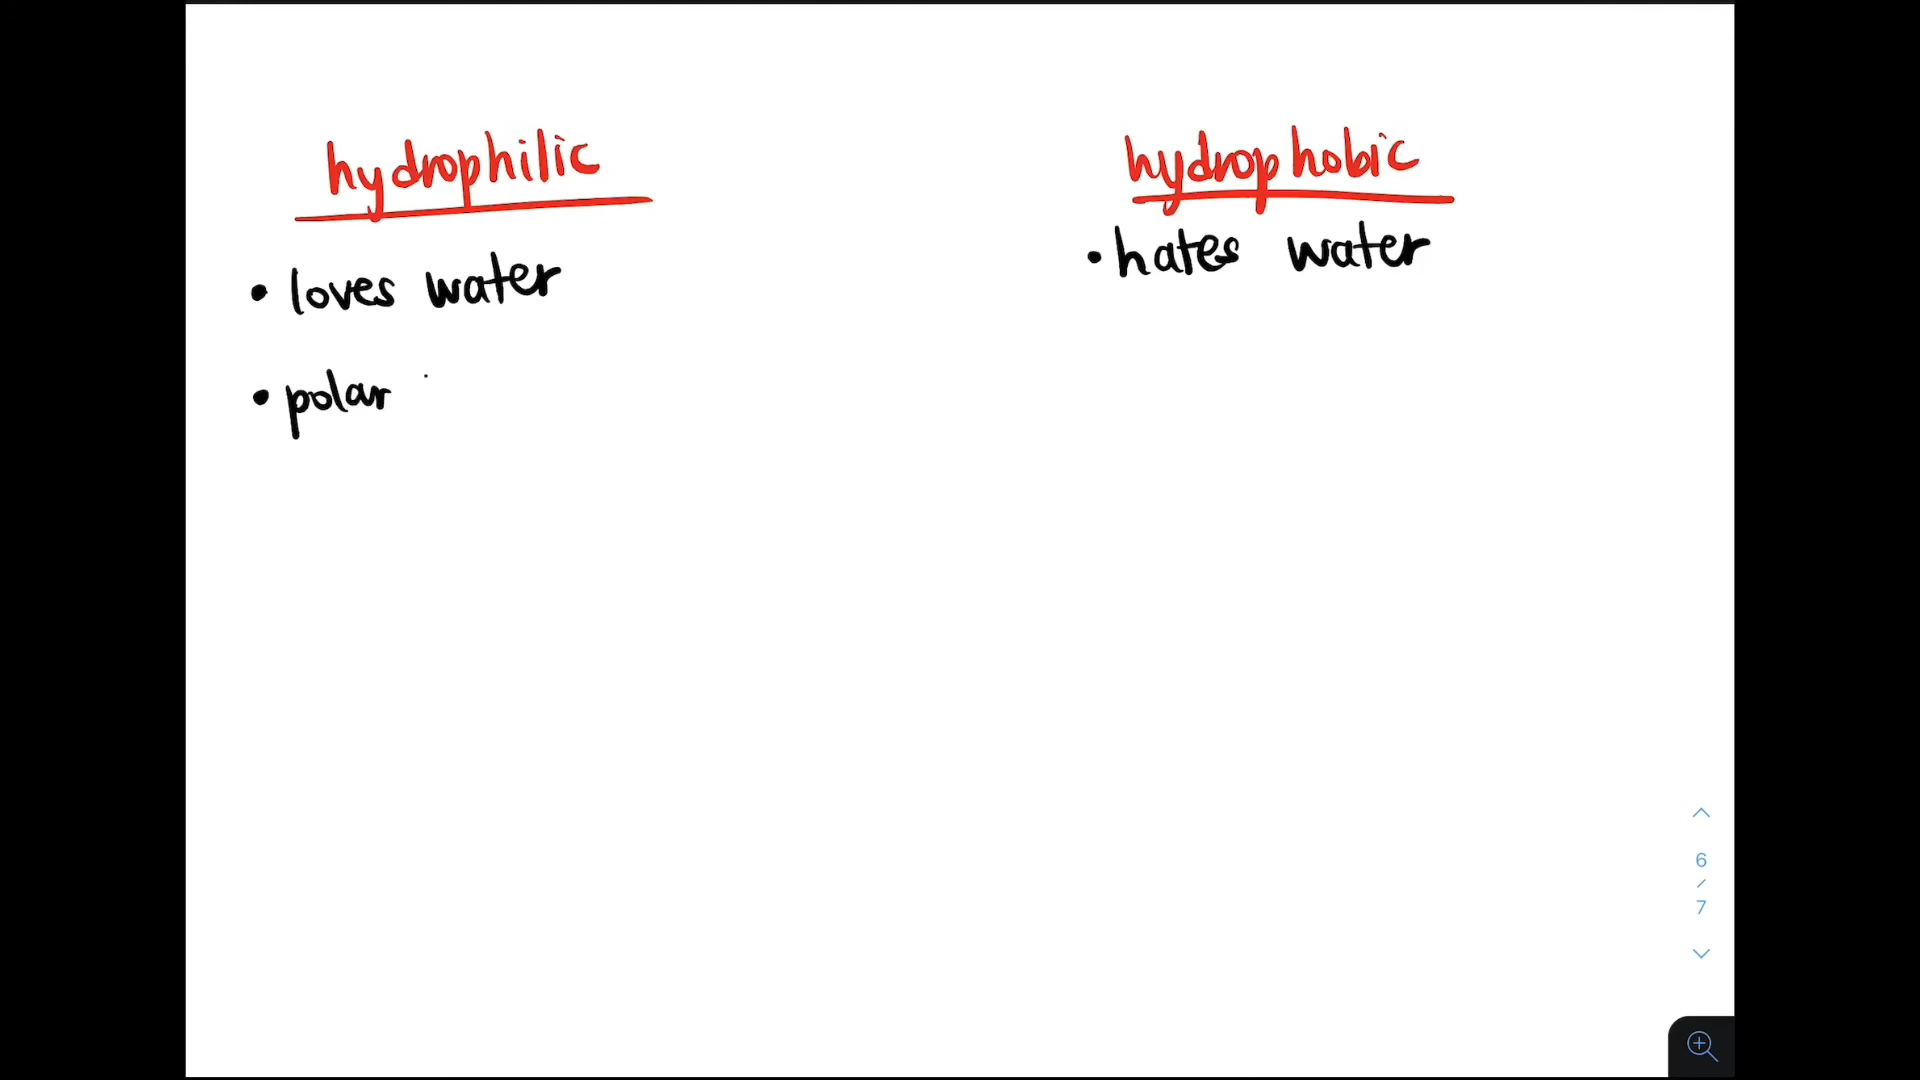 hydrophilic
• loves water
• polar
hydrophobic
• hates water
6
/
7